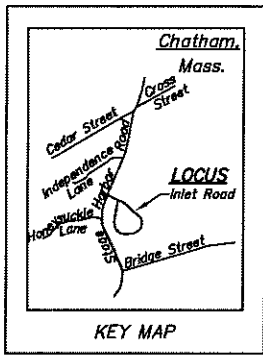 Chatham,
Mass.
Cedar Street
Cross
Street
Independence
Lane
Road
Harbor
Stage
LOCUS
Inlet Road
Honeysuckle
Lane
Bridge Street
KEY MAP